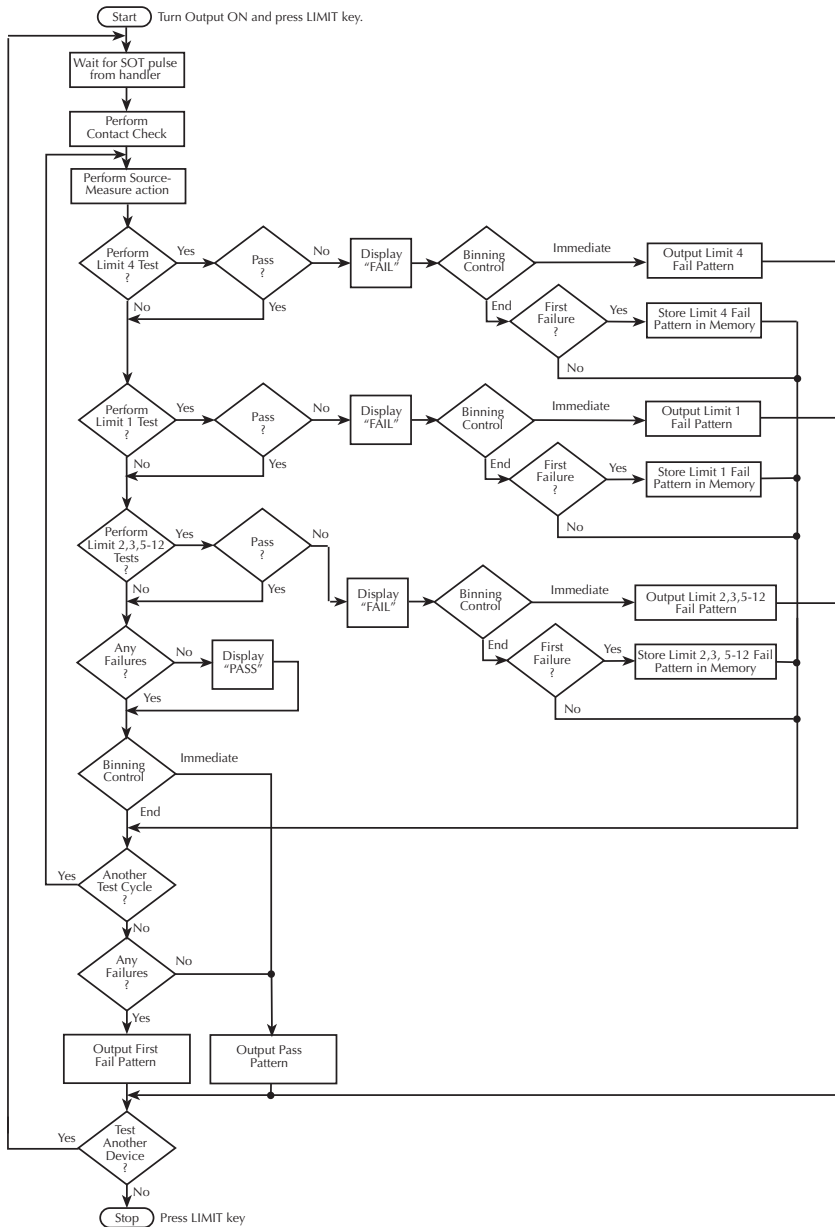 Start
Turn Output ON and press LIMIT key.
Wait for SOT pulse
from handler
Perform
Contact Check
Perform Source-
Measure action
Perform
Limit 4 Test
?
Yes
No
Pass
?
No
Yes
Display
“FAIL”
Binning
Control
Immediate
End
Output Limit 4
Fail Pattern
First
Failure
?
Yes
No
Store Limit 4 Fail
Pattern in Memory
Perform
Limit 1 Test
?
Yes
No
Pass
?
No
Yes
Display
“FAIL”
Binning
Control
Immediate
End
Output Limit 1
Fail Pattern
First
Failure
?
Yes
No
Store Limit 1 Fail
Pattern in Memory
Perform
Limit 2,3,5-12
Tests
?
Yes
No
Pass
?
No
Yes
Display
“FAIL”
Binning
Control
Immediate
End
Output Limit 2,3,5-12
Fail Pattern
First
Failure
?
Yes
No
Store Limit 2,3, 5-12 Fail
Pattern in Memory
Any
Failures
?
No
Yes
Display
“PASS”
Binning
Control
Immediate
End
Another
Test Cycle
?
Yes
No
Any
Failures
?
No
Yes
Output First
Fail Pattern
Output Pass
Pattern
Test
Another
Device
?
Yes
No
Stop
Press LIMIT key